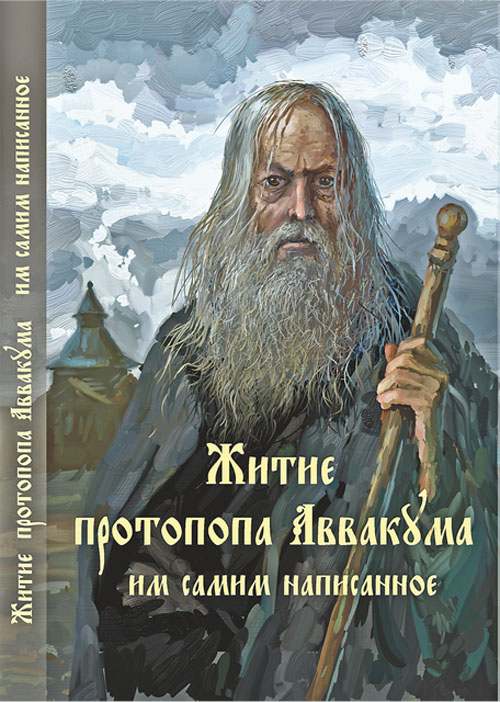 Житие протопопа Аввакума им самим написанное
Житие
протопопа Аввакума
им самим написанное